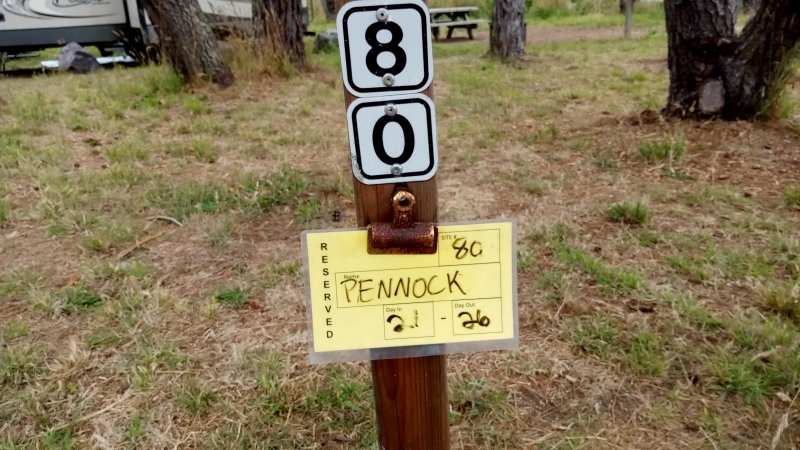 8
0
RESERVED
SITE # 80
Name
PENNOCK
Day In Day Out
21 - 26